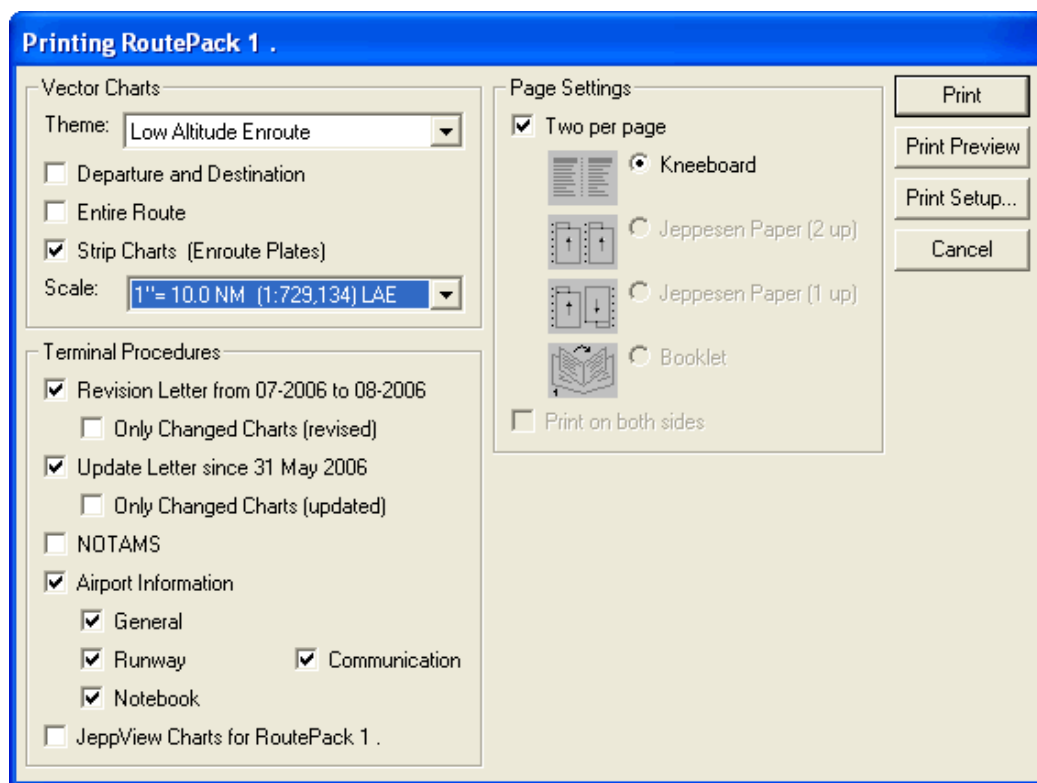 Printing RoutePack 1 .
Vector Charts
Theme: Low Altitude Enroute
Departure and Destination
Entire Route
Strip Charts (Enroute Plates)
Scale: 1"= 10.0 NM (1:729,134) LAE
Terminal Procedures
Revision Letter from 07-2006 to 08-2006
Only Changed Charts (revised)
Update Letter since 31 May 2006
Only Changed Charts (updated)
NOTAMS
Airport Information
General
Runway Communication
Notebook
JeppView Charts for RoutePack 1 .
Page Settings
Two per page
Kneeboard
Jeppesen Paper (2 up)
Jeppesen Paper (1 up)
1 Booklet
Print on both sides
Print
Print Preview
Print Setup...
Cancel